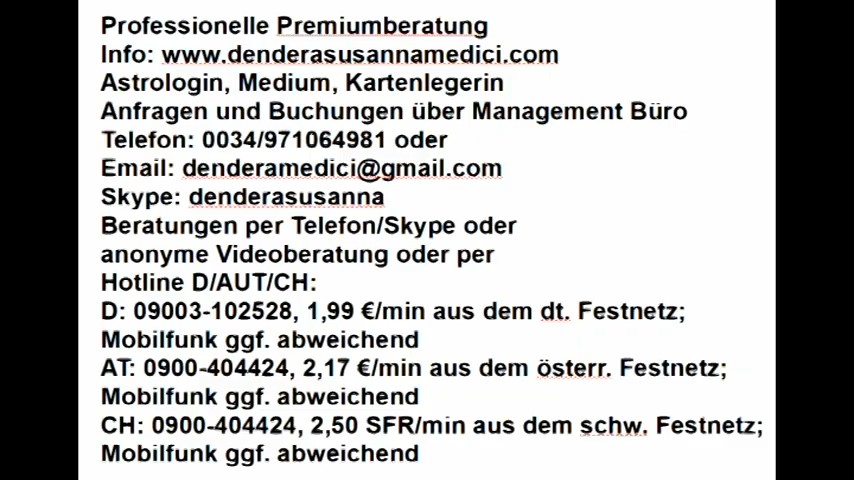 Professionelle Premiumberatung
Info: www.denderasusannamedici.com
Astrologin, Medium, Kartenlegerin
Anfragen und Buchungen über Management Büro
Telefon: 0034/971064981 oder
Email: denderamedici@gmail.com
Skype: denderasusanna
Beratungen per Telefon/Skype oder
anonyme Videoberatung oder per
Hotline D/AUT/CH:
D: 09003-102528, 1,99 €/min aus dem dt. Festnetz;
Mobilfunk ggf. abweichend
AT: 0900-404424, 2,17 €/min aus dem österr. Festnetz;
Mobilfunk ggf. abweichend
CH: 0900-404424, 2,50 SFR/min aus dem schw. Festnetz;
Mobilfunk ggf. abweichend